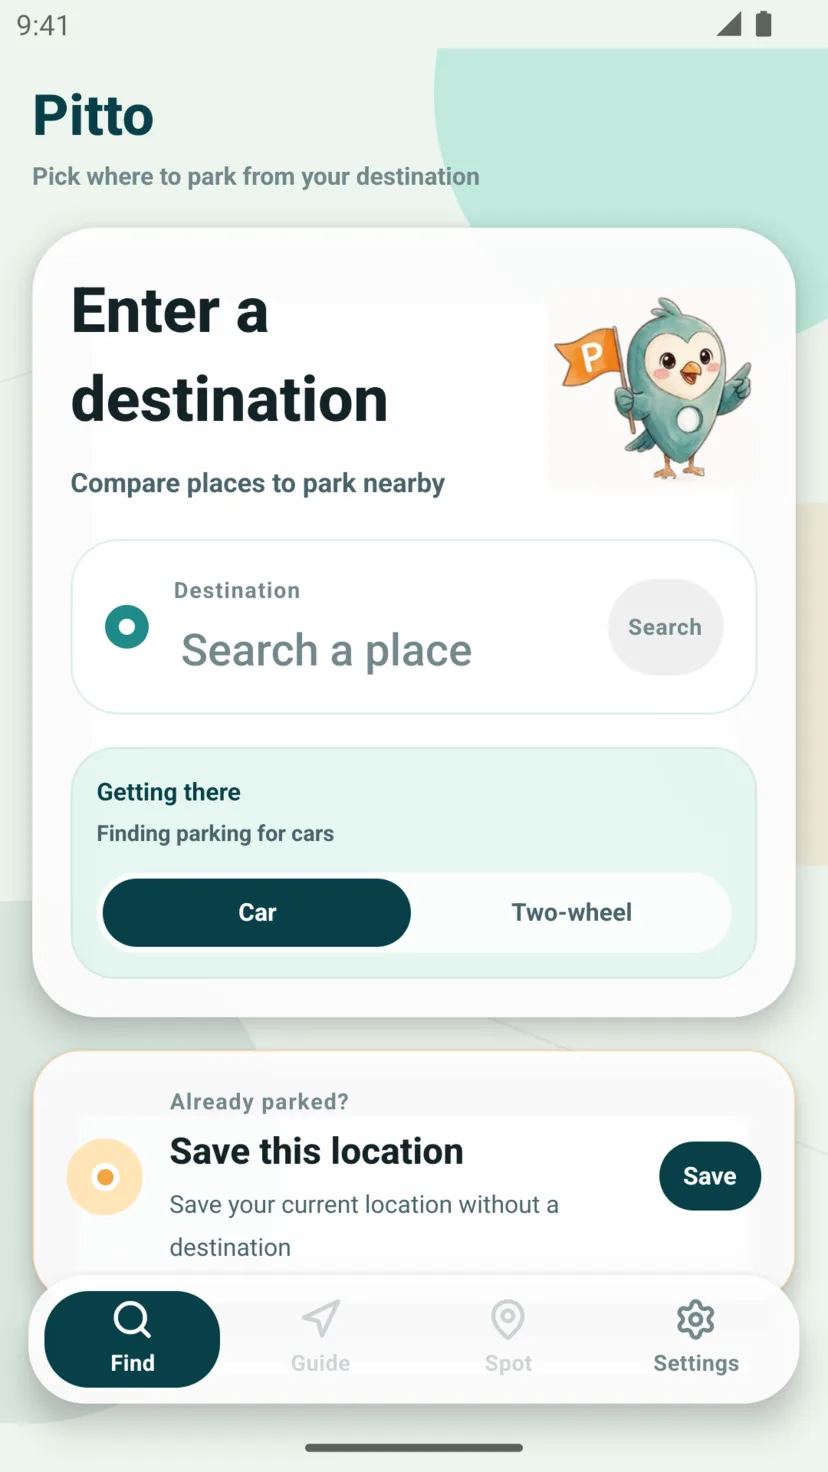 9:41
Pitto
Pick where to park from your destination
Enter a
destination
P
Compare places to park nearby
Destination
Search a place
Search
Getting there
Finding parking for cars
Car
Two-wheel
Already parked?
Save this location
Save your current location without a
destination
Save
Find
Guide
Spot
Settings